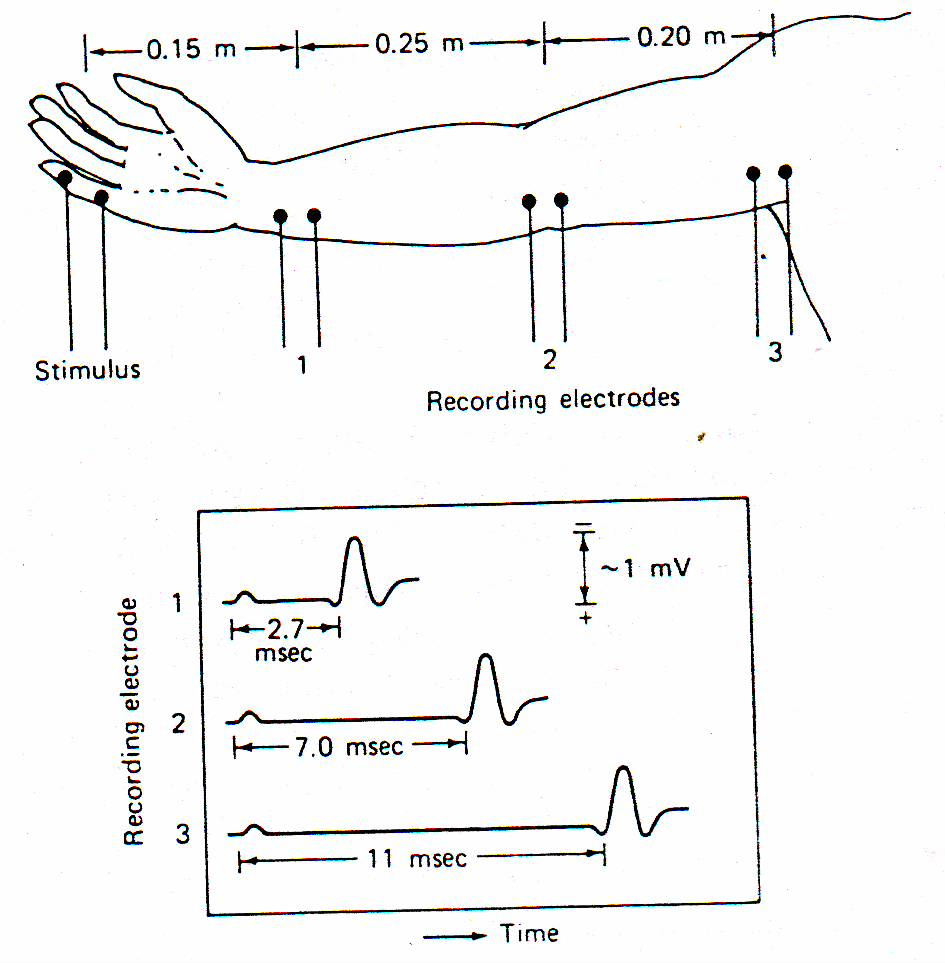 0.15 m 0.25 m 0.20 m
Stimulus 1 2 3
Recording electrodes
− ~1 mV +
1
2.7
msec
2
7.0 msec
3
11 msec
Recording electrode
Time